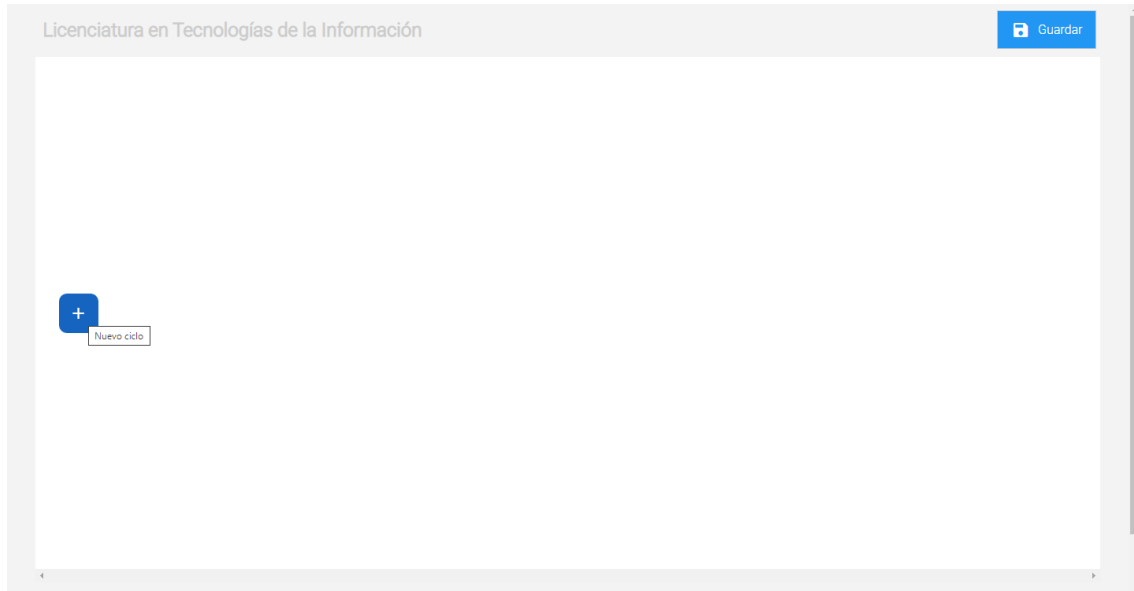 Licenciatura en Tecnologías de la Información
Guardar
Nuevo ciclo